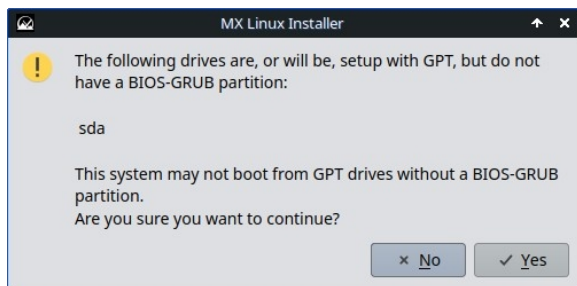 MX Linux Installer
The following drives are, or will be, setup with GPT, but do not
have a BIOS-GRUB partition:
sda
This system may not boot from GPT drives without a BIOS-GRUB
partition.
Are you sure you want to continue?
No
Yes